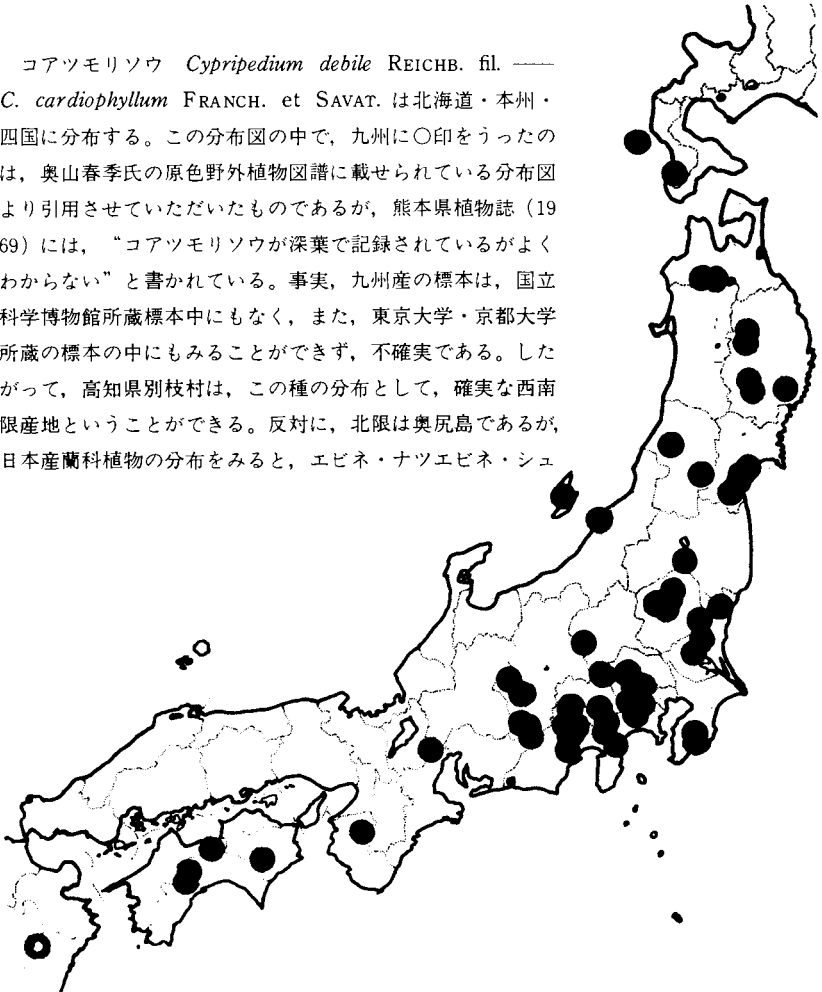 コアツモリソウ Cypripedium debile REICHB. fil. ——
C. cardiophyllum FRANCH. et SAVAT. は北海道・本州・
四国に分布する。この分布図の中で，九州に〇印をうったの
は，奥山春季氏の原色野外植物図譜に載せられている分布図
より引用させていただいたものであるが，熊本県植物誌（19
69）には，“コアツモリソウが深葉で記録されているがよく
わからない”と書かれている。事実，九州産の標本は，国立
科学博物館所蔵標本中にもなく，また，東京大学・京都大学
所蔵の標本の中にもみることができず，不確実である。した
がって，高知県別枝村は，この種の分布として，確実な西南
限産地ということができる。反対に，北限は奥尻島であるが，
日本産蘭科植物の分布をみると，エビネ・ナツエビネ・シュ